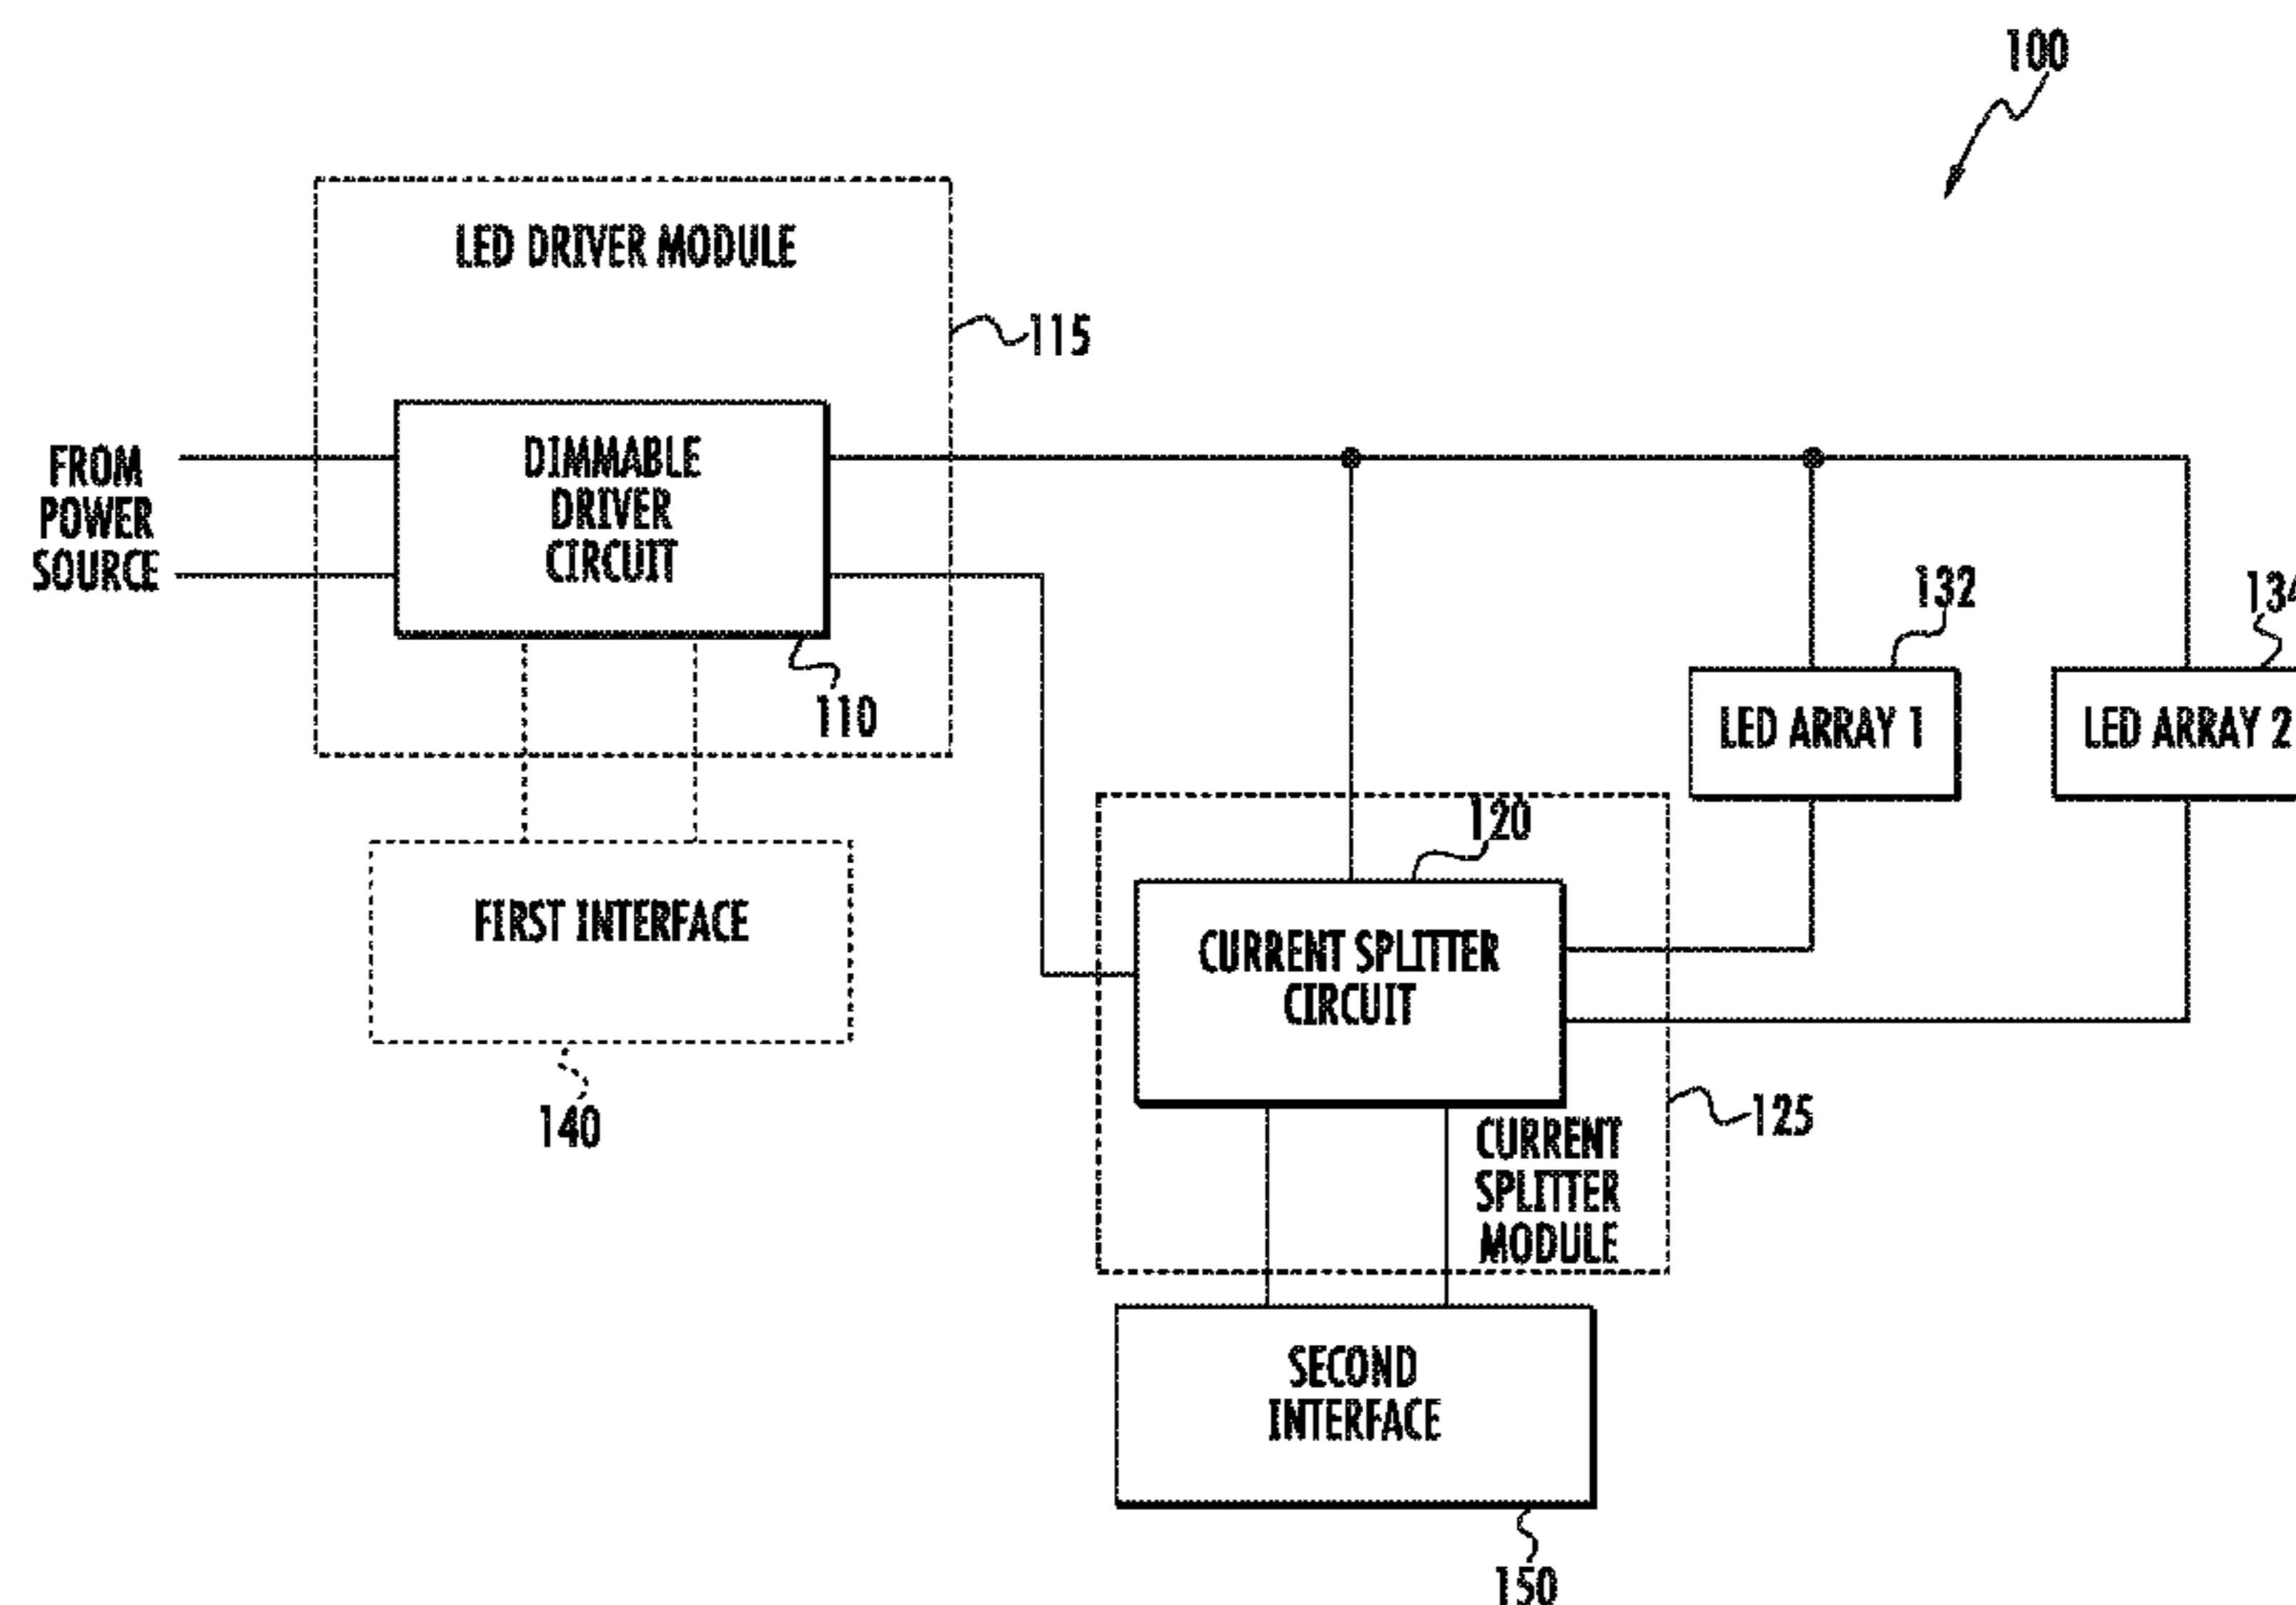 100
LED DRIVER MODULE
115
FROM
POWER
SOURCE
DIMMABLE
DRIVER
CIRCUIT
110
132
134
LED ARRAY 1
LED ARRAY 2
120
FIRST INTERFACE
140
CURRENT SPLITTER
CIRCUIT
125
CURRENT
SPLITTER
MODULE
SECOND
INTERFACE
150